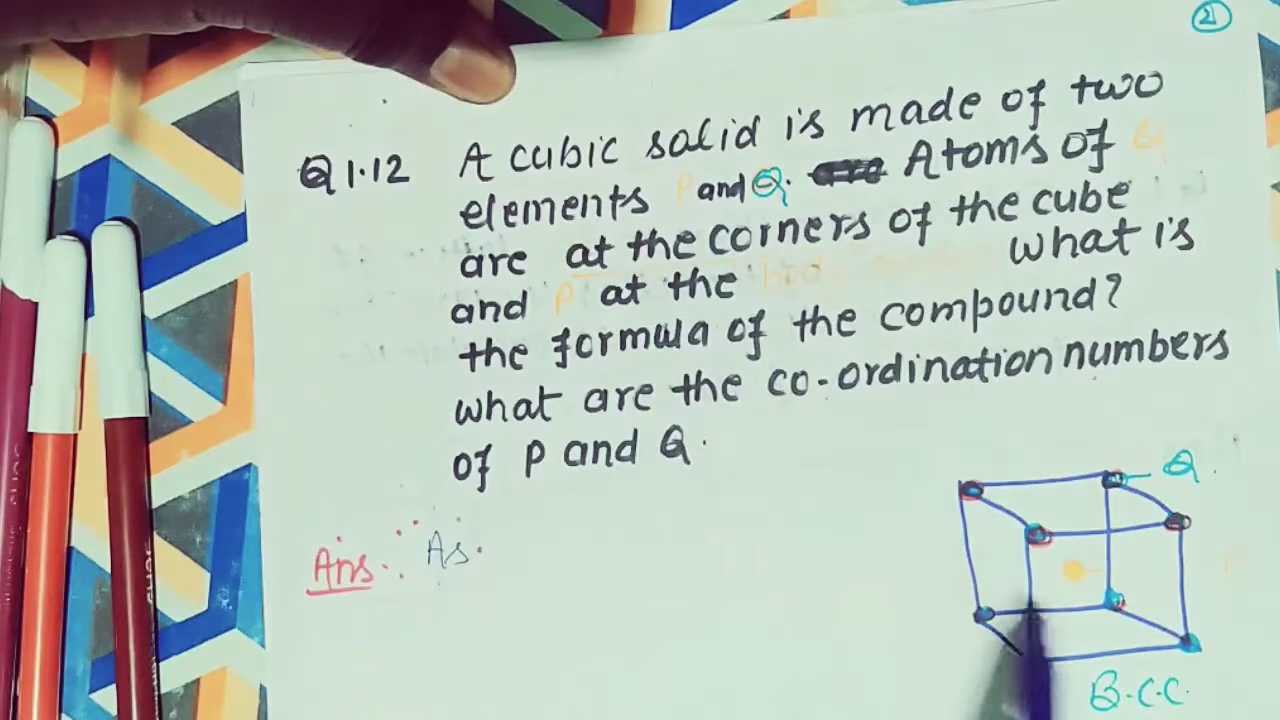 2
Q1.12 A cubic solid is made of two
elements P and Q. Atoms of Q
are at the corners of the cube
and P at the body What is
the formula of the compound?
what are the co-ordination numbers
of P and Q.
Q.
Ans. ∴ As.
B.C.C.